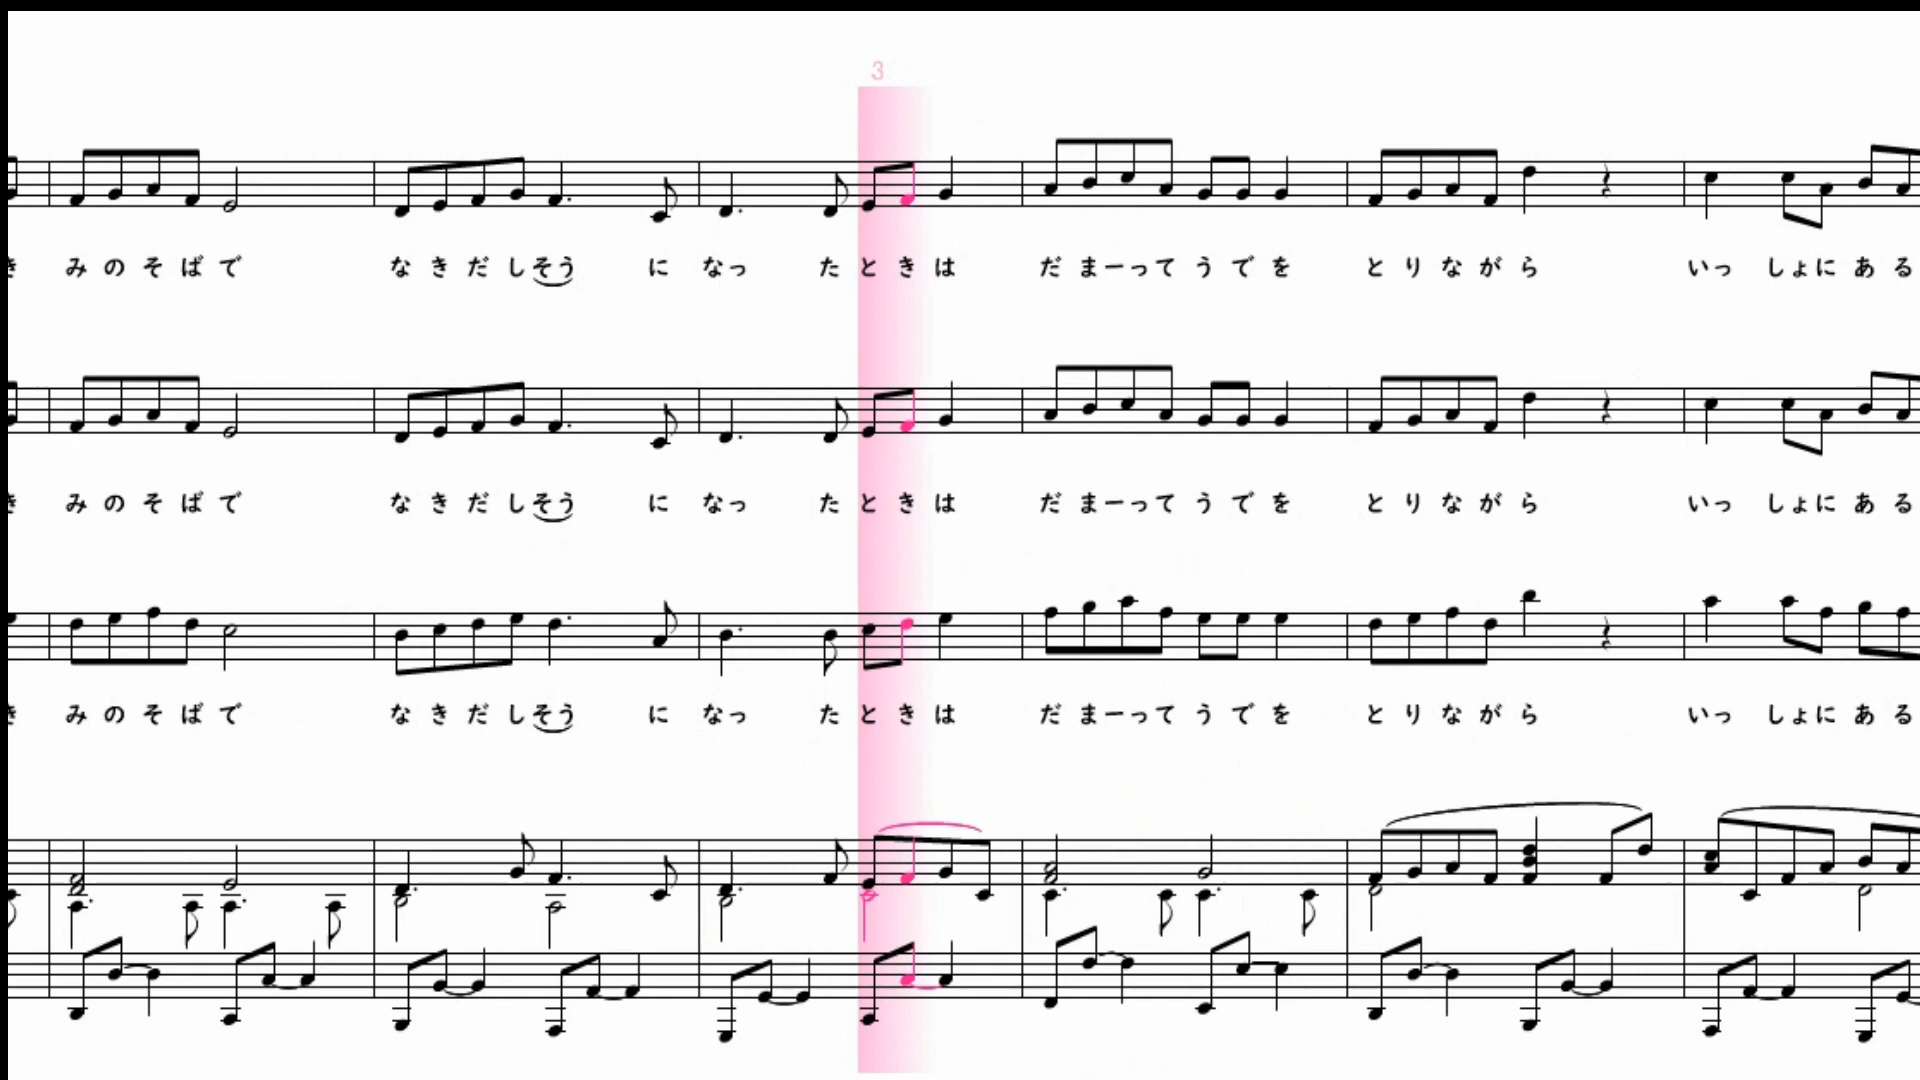 3
き みのそばで なきだしそう に なっ たときは だまーってうでを とりながら いっ しょにある
き みのそばで なきだしそう に なっ たときは だまーってうでを とりながら いっ しょにある
き みのそばで なきだしそう に なっ たときは だまーってうでを とりながら いっ しょにある